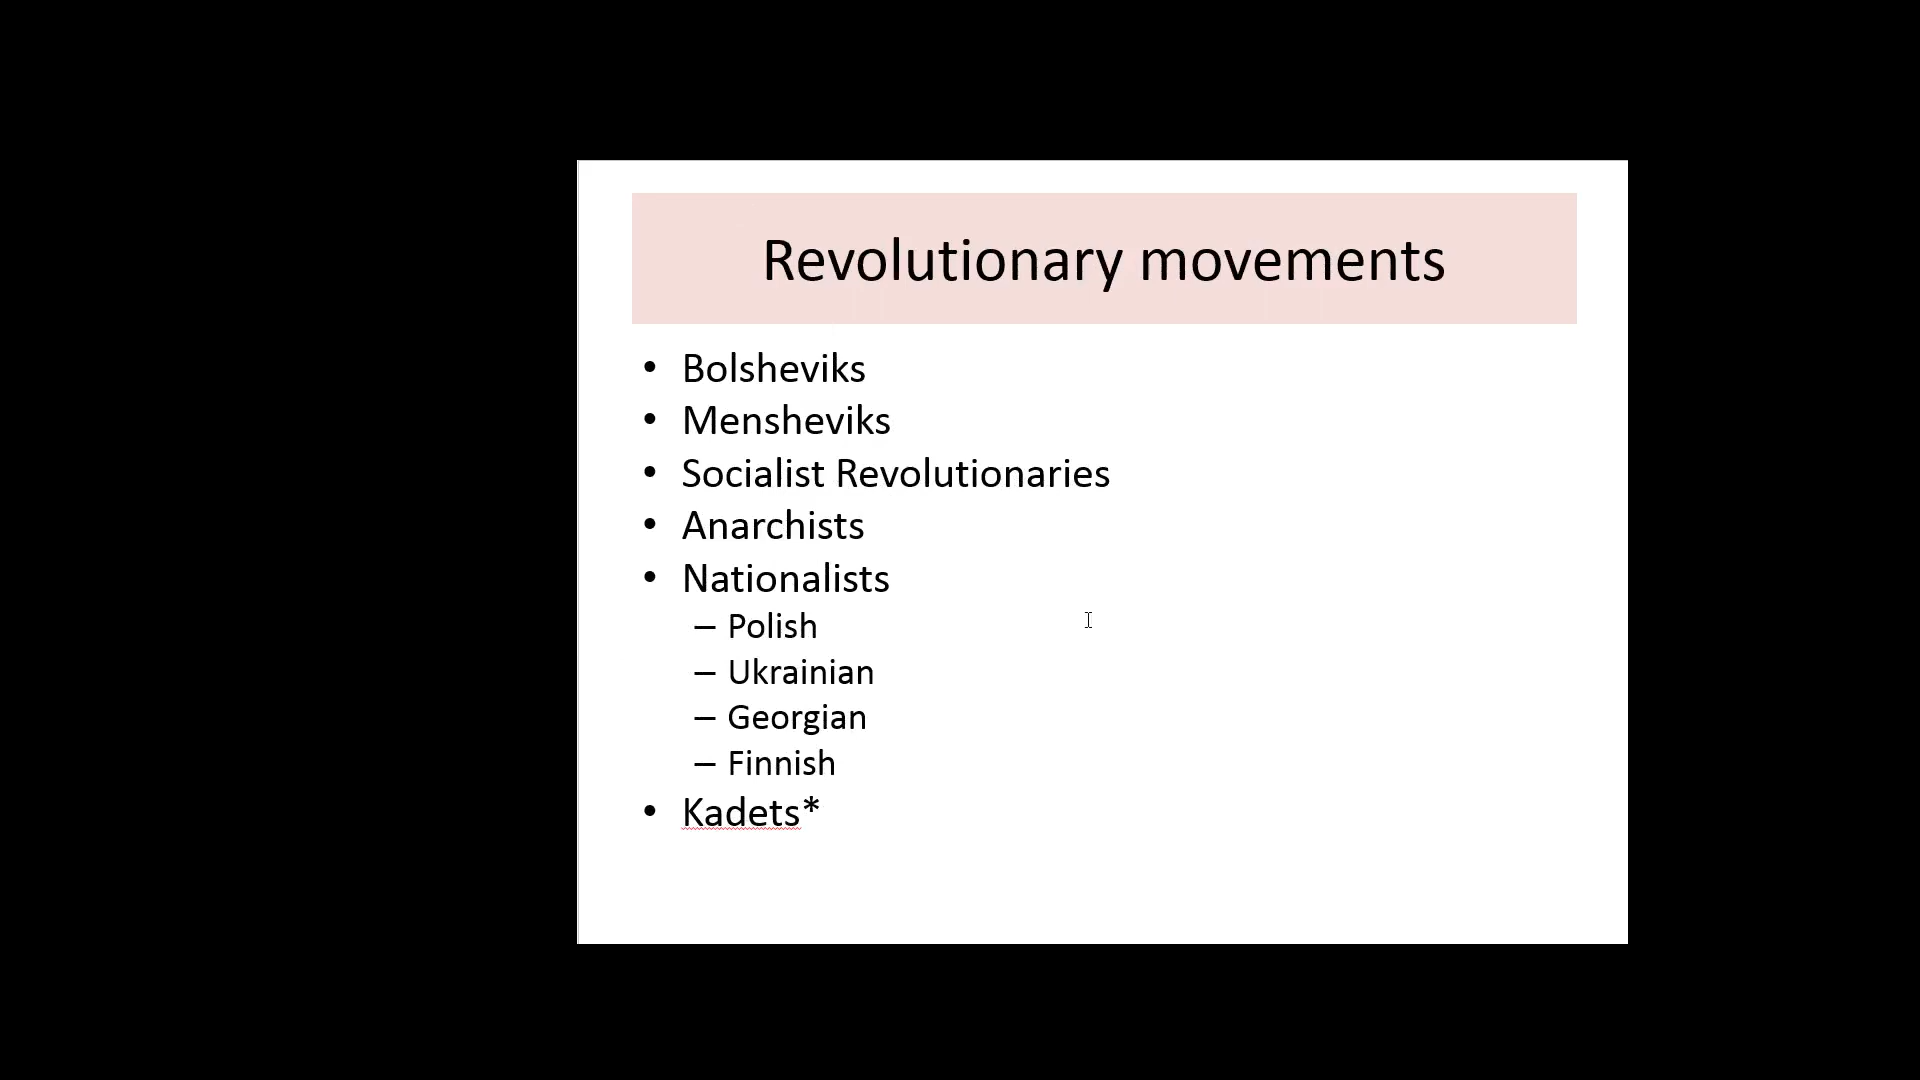 Revolutionary movements
• Bolsheviks
• Mensheviks
• Socialist Revolutionaries
• Anarchists
• Nationalists
– Polish
– Ukrainian
– Georgian
– Finnish
• Kadets*